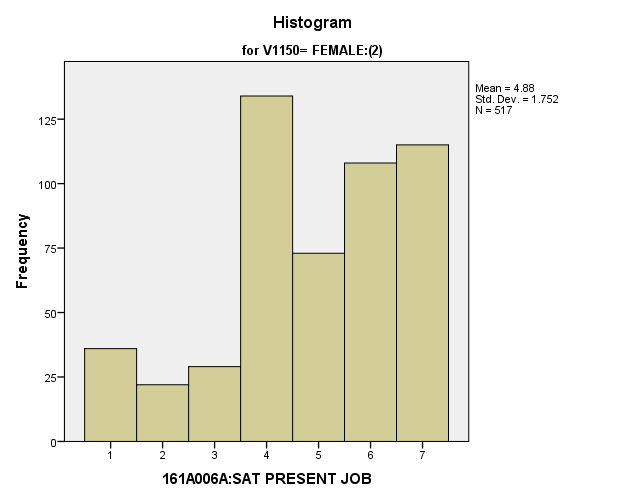 Histogram
for V1150= FEMALE:(2)
Mean = 4.88
Std. Dev. = 1.752
N = 517
125
100
75
50
25
0
Frequency
1 2 3 4 5 6 7
161A006A:SAT PRESENT JOB